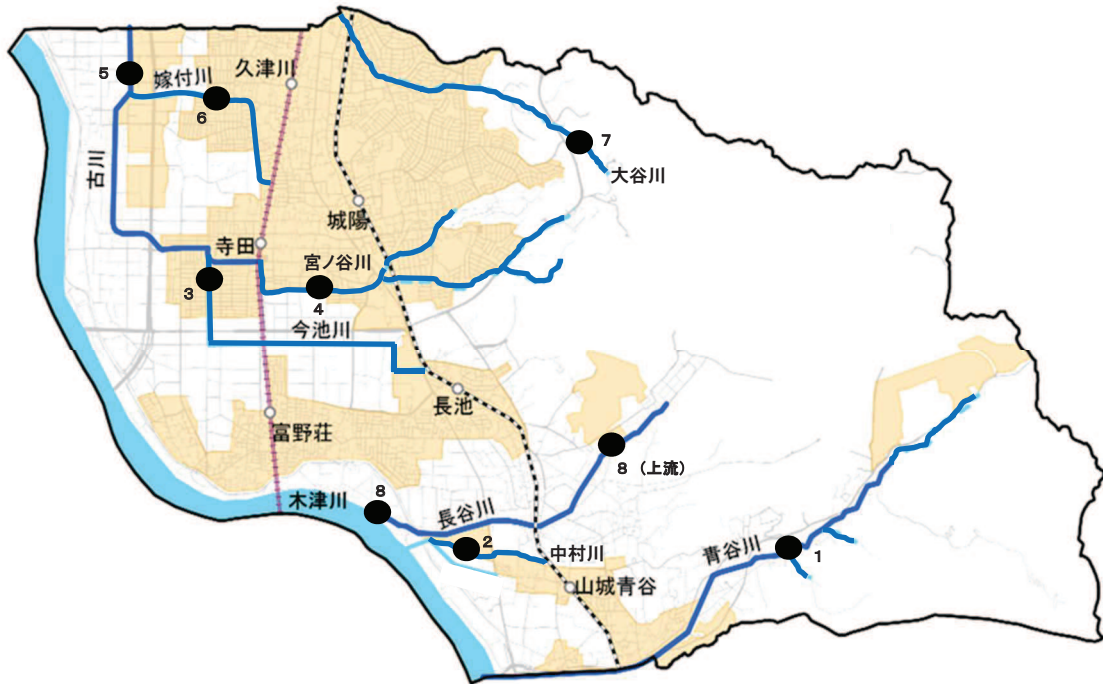 5
嫁付川
久津川
6
7
大谷川
古川
城陽
寺田
宮ノ谷川
3
4
今池川
長池
富野荘
8 (上流)
木津川
8
長谷川
2
中村川
青谷川
1
山城青谷